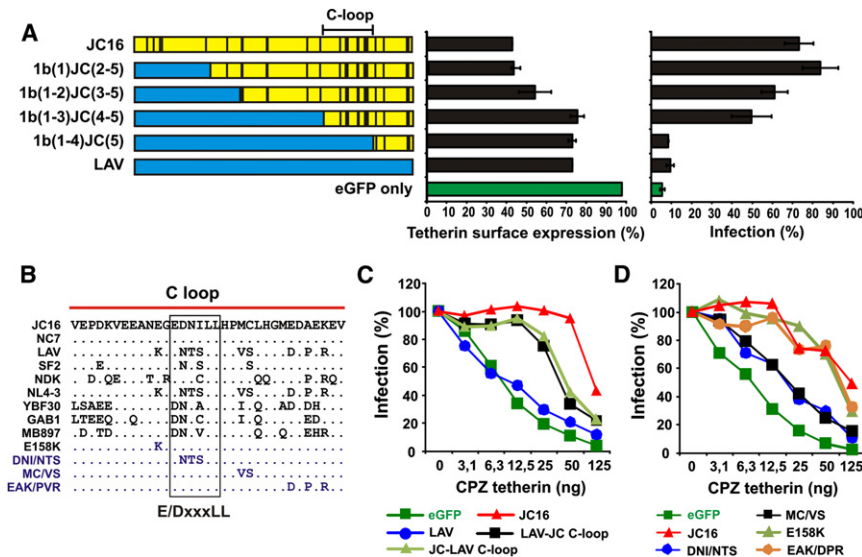 A
C-loop
JC16
1b(1)JC(2-5)
1b(1-2)JC(3-5)
1b(1-3)JC(4-5)
1b(1-4)JC(5)
LAV
eGFP only
0 10 20 30 40 50 60 70 80 90 100
Tetherin surface expression (%)
0 10 20 30 40 50 60 70 80 90 100
Infection (%)
B
C loop
JC16 VEPDKVEEANEGEDNILLHPMCLHGMEDAEKEV
NC7 .................................
LAV ..........K..NTS....VS....D.P.R..
SF2 ...E.........N.S.....S...........
NDK
NL4-3 ..........K..NTS....VS....D.P.R..
YBF30
GAB1
MB897
E158K ..........K......................
DNI/NTS .............NTS.................
MC/VS ....................VS...........
EAK/PVR ..........................D.P.R..
E/DxxxLL
C
Infection (%)
120
100
80
60
40
20
0
0 3,1 6,3 12,5 25 50 125
CPZ tetherin (ng)
eGFP
JC16
LAV
LAV-JC C-loop
JC-LAV C-loop
D
Infection (%)
120
100
80
60
40
20
0
0 3,1 6,3 12,5 25 50 125
CPZ tetherin (ng)
eGFP
MC/VS
JC16
E158K
DNI/NTS
EAK/DPR